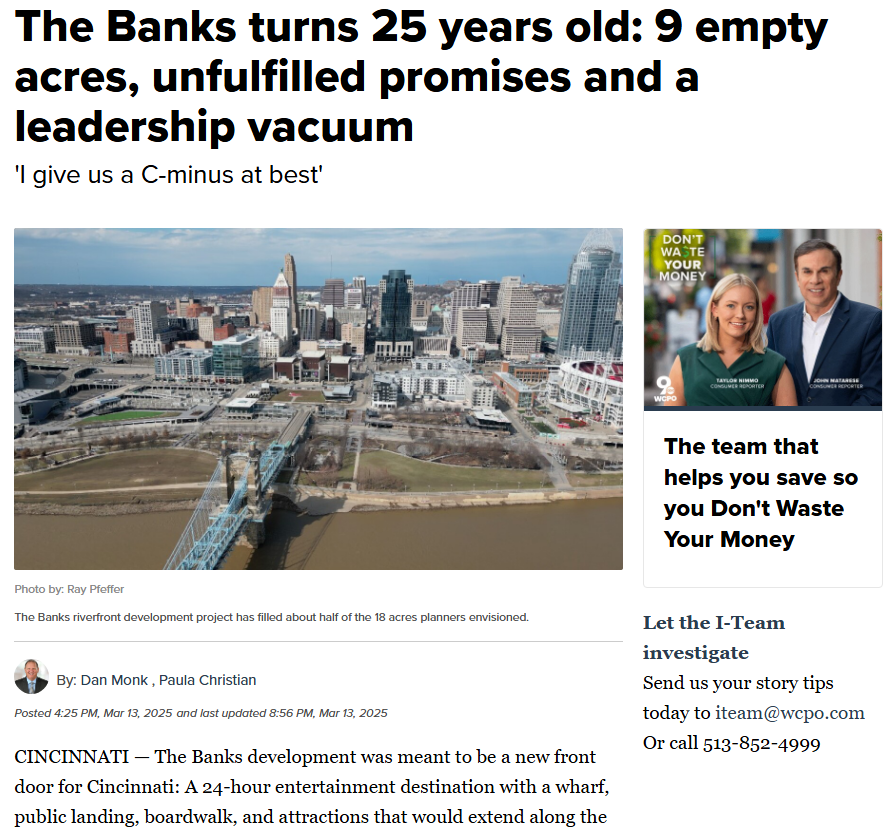 The Banks turns 25 years old: 9 empty
acres, unfulfilled promises and a
leadership vacuum
'I give us a C-minus at best'
Photo by: Ray Pfeffer
The Banks riverfront development project has filled about half of the 18 acres planners envisioned.
By: Dan Monk , Paula Christian
Posted 4:25 PM, Mar 13, 2025 and last updated 8:56 PM, Mar 13, 2025
CINCINNATI — The Banks development was meant to be a new front
door for Cincinnati: A 24-hour entertainment destination with a wharf,
public landing, boardwalk, and attractions that would extend along the
DON'T
WASTE
YOUR
MONEY
9
WCPO
TAYLOR NIMMO
CONSUMER REPORTER
JOHN MATARESE
CONSUMER REPORTER
The team that
helps you save so
you Don't Waste
Your Money
Let the I-Team
investigate
Send us your story tips
today to iteam@wcpo.com
Or call 513-852-4999